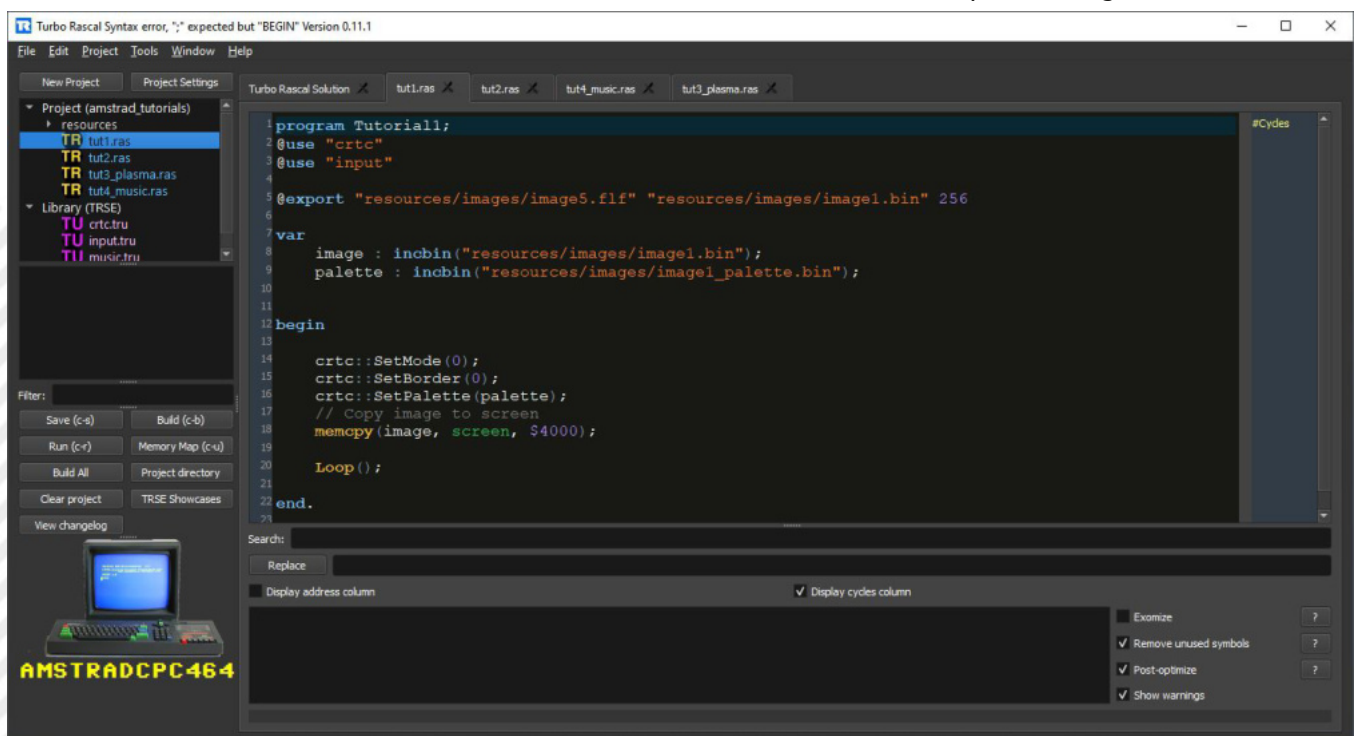 Turbo Rascal Syntax error, ";" expected but "BEGIN" Version 0.11.1
File Edit Project Tools Window Help
New Project Project Settings
Project (amstrad_tutorials)
resources
TR tut1.ras
TR tut2.ras
TR tut3_plasma.ras
TR tut4_music.ras
Library (TRSE)
TU crtc.tru
TU input.tru
TU music.tru
Filter:
Save (c-s) Build (c-b)
Run (c-r) Memory Map (c-u)
Build All Project directory
Clear project TRSE Showcases
View changelog
AMSTRADCPC464
Turbo Rascal Solution tut1.ras tut2.ras tut4_music.ras tut3_plasma.ras
#Cycles
1 program Tutorial1;
2 @use "crtc"
3 @use "input"
4
5 @export "resources/images/image5.flf" "resources/images/image1.bin" 256
6
7 var
8 image : incbin("resources/images/image1.bin");
9 palette : incbin("resources/images/image1_palette.bin");
10
11
12 begin
13
14 crtc::SetMode(0);
15 crtc::SetBorder(0);
16 crtc::SetPalette(palette);
17 // Copy image to screen
18 memcpy(image, screen, $4000);
19
20 Loop();
21
22 end.
23
Search:
Replace
Display address column Display cycles column
Exomize ?
Remove unused symbols ?
Post-optimize ?
Show warnings